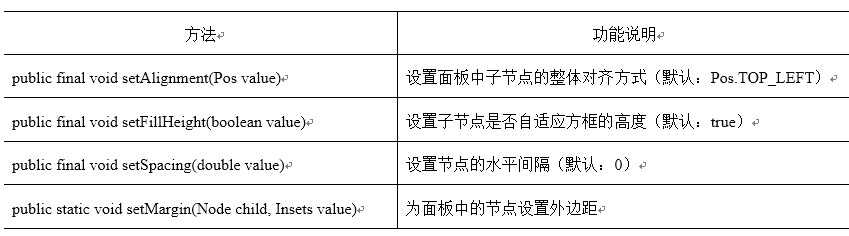 方法 功能说明
public final void setAlignment(Pos value) 设置面板中子节点的整体对齐方式（默认：Pos.TOP_LEFT）
public final void setFillHeight(boolean value) 设置子节点是否自适应方框的高度（默认：true）
public final void setSpacing(double value) 设置节点的水平间隔（默认：0）
public static void setMargin(Node child, Insets value) 为面板中的节点设置外边距